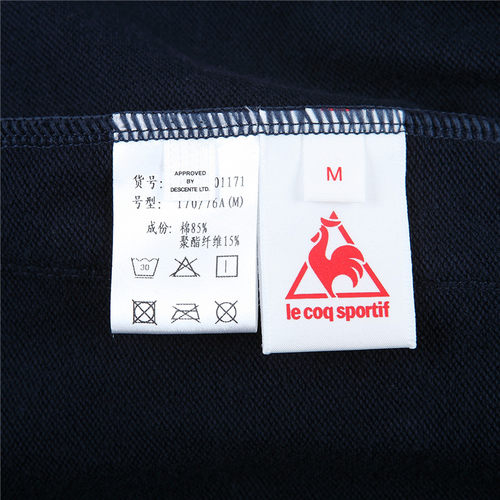 货号: 01171
APPROVED
BY
DESCENTE LTD.
号型: 170/76A(M)
成份: 棉85%
聚酯纤维15%
30
M
le coq sportif